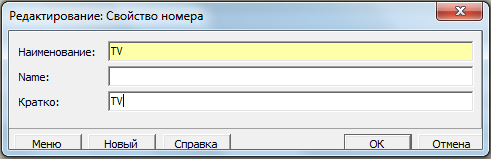 Редактирование: Свойство номера
Наименование: TV
Name:
Кратко: TV
Меню Новый Справка OK Отмена